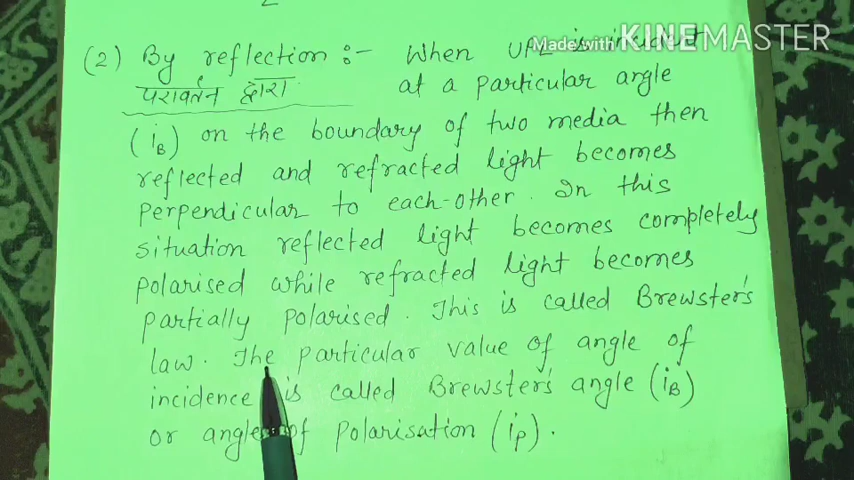 Made with KINEMASTER
(2) By reflection :- When UPL is incident
परावर्तन द्वारा at a particular angle
(iB) on the boundary of two media then
reflected and refracted light becomes
perpendicular to each-other. In this
situation reflected light becomes completely
polarised while refracted light becomes
partially polarised. This is called Brewster's
law. The particular value of angle of
incidence is called Brewster's angle (iB)
or angle of polarisation (ip).